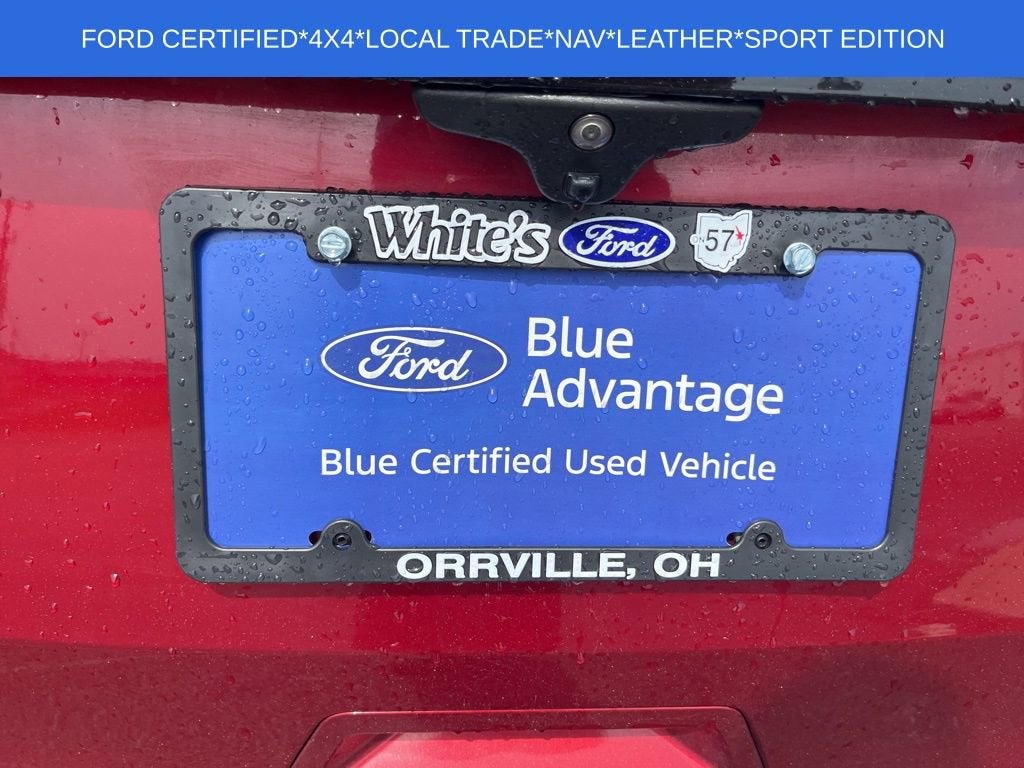 FORD CERTIFIED*4X4*LOCAL TRADE*NAV*LEATHER*SPORT EDITION
White's Ford ON 57
Ford Blue
Advantage
Blue Certified Used Vehicle
ORRVILLE, OH